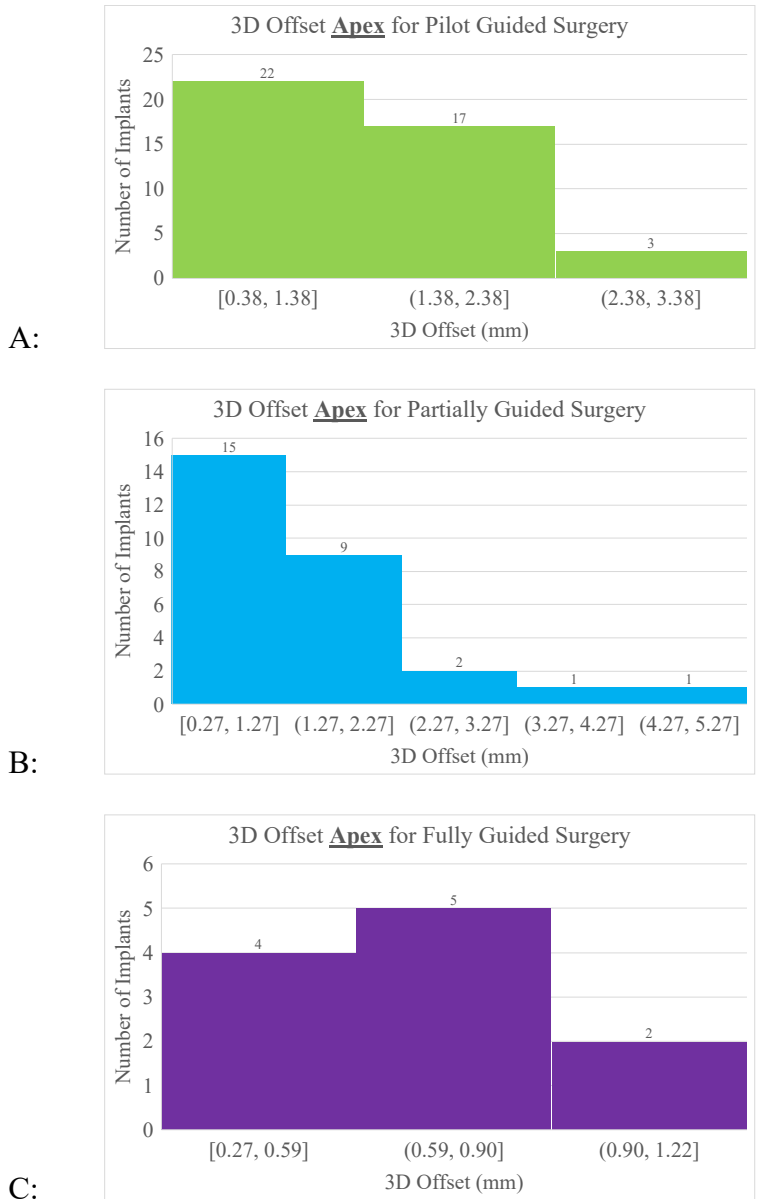 3D Offset Apex for Pilot Guided Surgery
25
20
15
10
5
0
Number of Implants
22
17
3
[0.38, 1.38] (1.38, 2.38] (2.38, 3.38]
3D Offset (mm)
A:
3D Offset Apex for Partially Guided Surgery
16
14
12
10
8
6
4
2
0
Number of Implants
15
9
2
1
1
[0.27, 1.27] (1.27, 2.27] (2.27, 3.27] (3.27, 4.27] (4.27, 5.27]
3D Offset (mm)
B:
3D Offset Apex for Fully Guided Surgery
6
5
4
3
2
1
0
Number of Implants
4
5
2
[0.27, 0.59] (0.59, 0.90] (0.90, 1.22]
3D Offset (mm)
C: